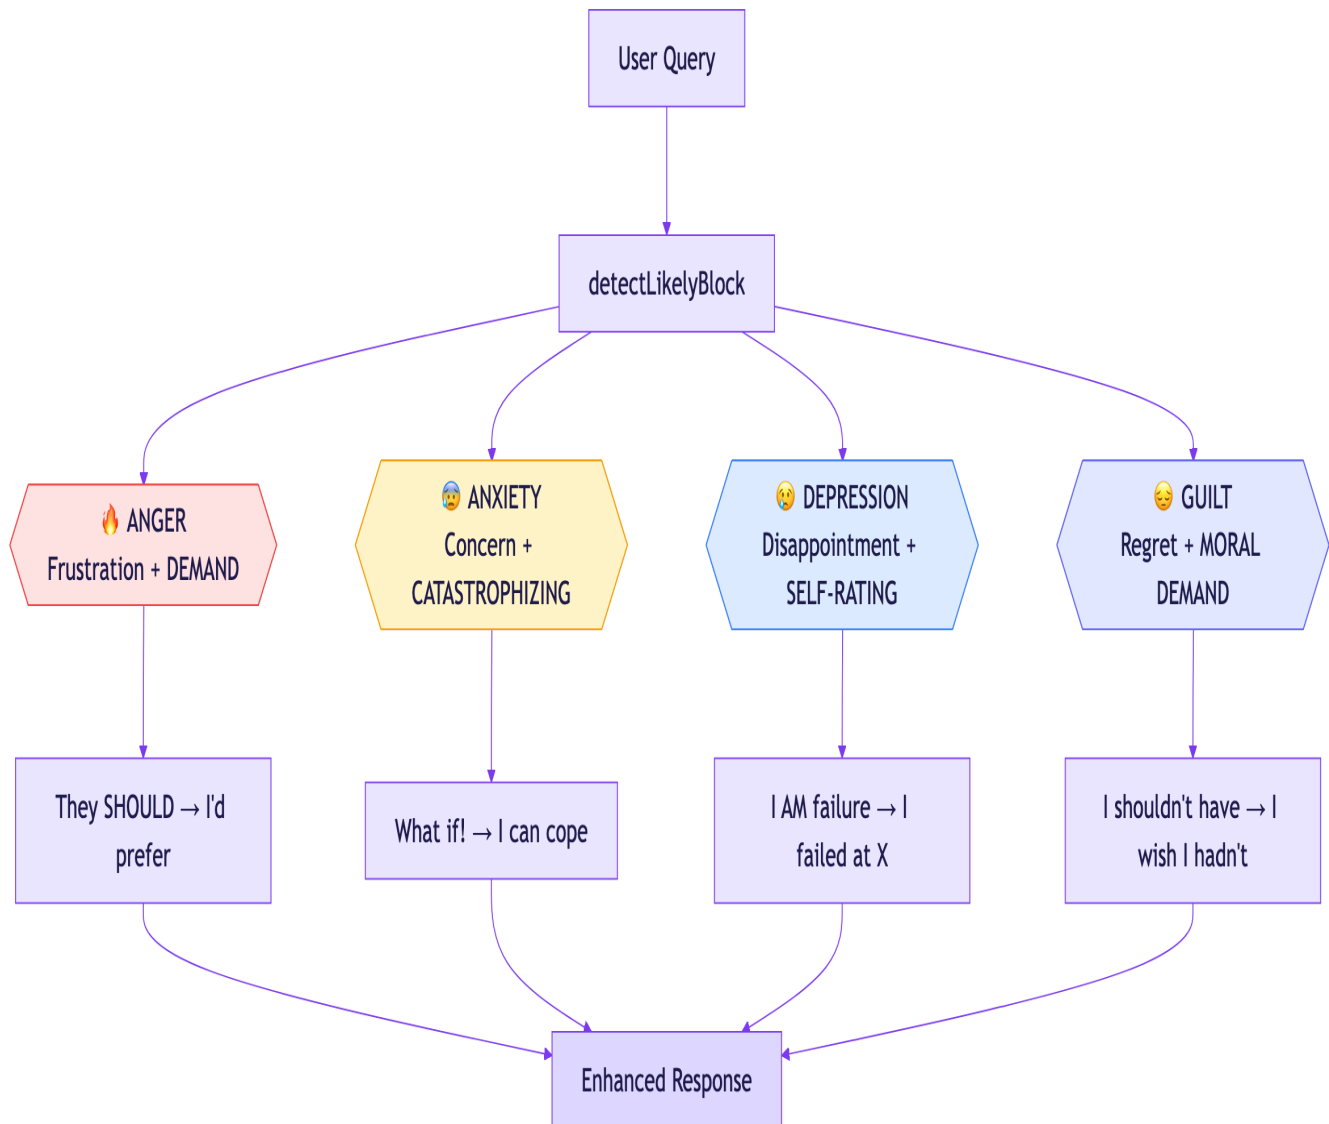 User Query
detectLikelyBlock
🔥 ANGER
Frustration + DEMAND
😰 ANXIETY
Concern +
CATASTROPHIZING
😢 DEPRESSION
Disappointment +
SELF-RATING
😔 GUILT
Regret + MORAL
DEMAND
They SHOULD → I'd
prefer
What if! → I can cope
I AM failure → I
failed at X
I shouldn't have → I
wish I hadn't
Enhanced Response